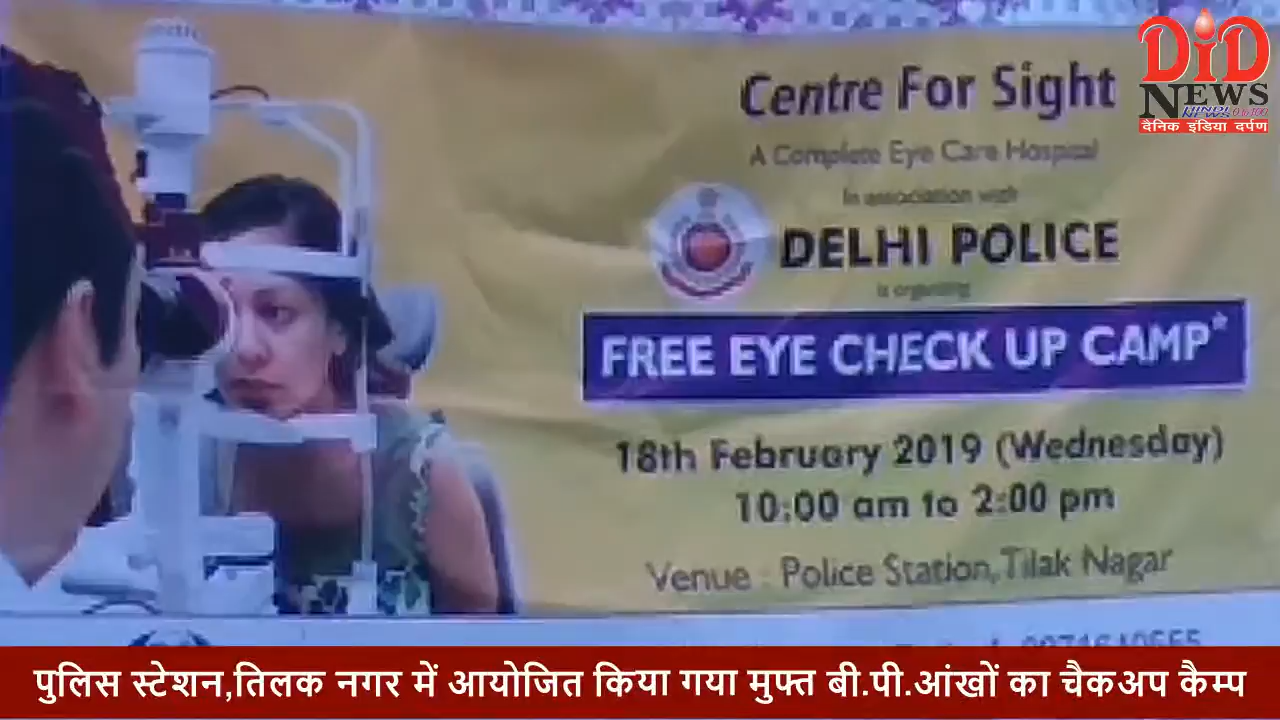 DiD
NEWS
HINDI
NEWS
दैनिक इंडिया दर्पण
Centre For Sight
A Complete Eye Care Hospital
In association with
DELHI POLICE
is organizing
FREE EYE CHECK UP CAMP*
18th February 2019 (Wednesday)
10:00 am to 2:00 pm
Venue : Police Station, Tilak Nagar
पुलिस स्टेशन,तिलक नगर में आयोजित किया गया मुफ्त बी.पी.आंखों का चैकअप कैम्प